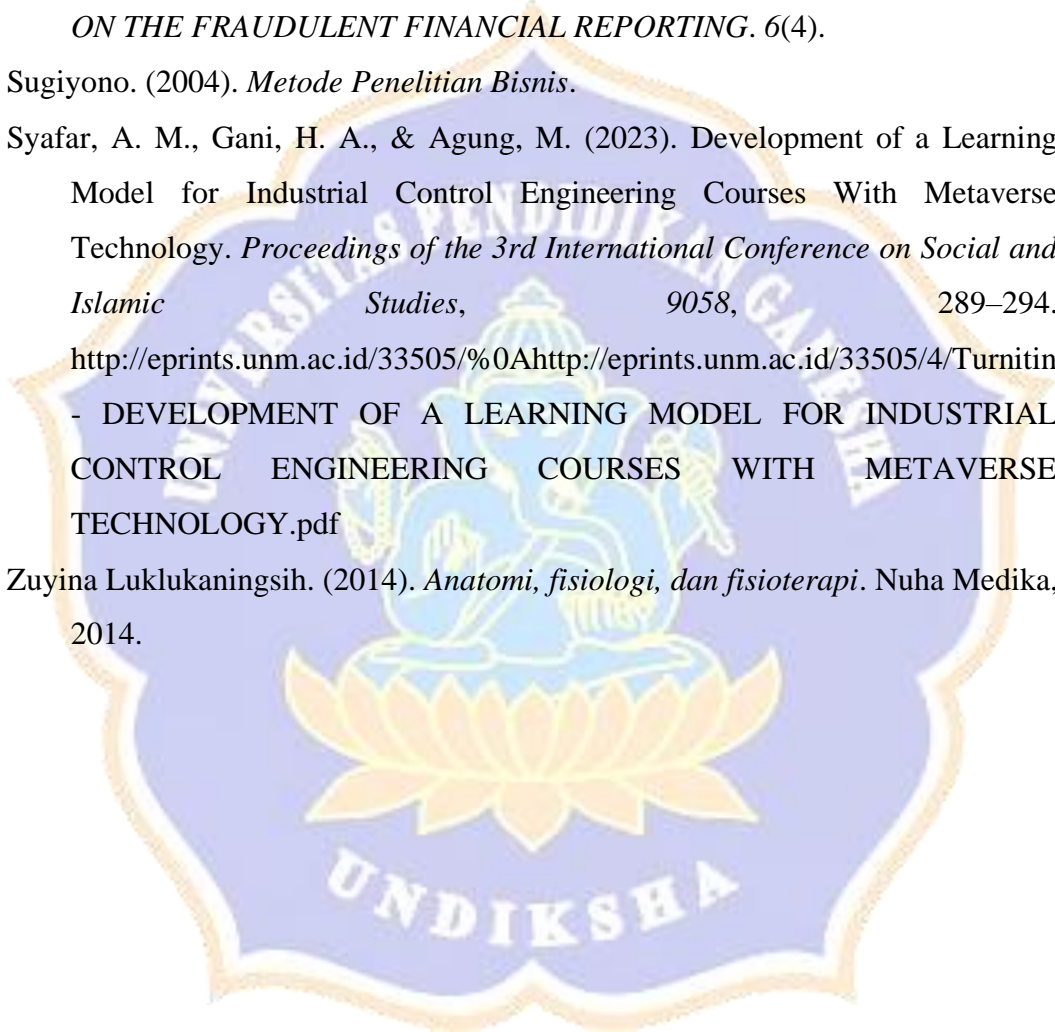 ON THE FRAUDULENT FINANCIAL REPORTING. 6(4).
Sugiyono. (2004). Metode Penelitian Bisnis.
Syafar, A. M., Gani, H. A., & Agung, M. (2023). Development of a Learning
Model for Industrial Control Engineering Courses With Metaverse
Technology. Proceedings of the 3rd International Conference on Social and
Islamic Studies, 9058, 289–294.
http://eprints.unm.ac.id/33505/%0Ahttp://eprints.unm.ac.id/33505/4/Turnitin
- DEVELOPMENT OF A LEARNING MODEL FOR INDUSTRIAL
CONTROL ENGINEERING COURSES WITH METAVERSE
TECHNOLOGY.pdf
Zuyina Luklukaningsih. (2014). Anatomi, fisiologi, dan fisioterapi. Nuha Medika,
2014.
UNIVERSITAS PENDIDIKAN GANESHA
UNDIKSHA